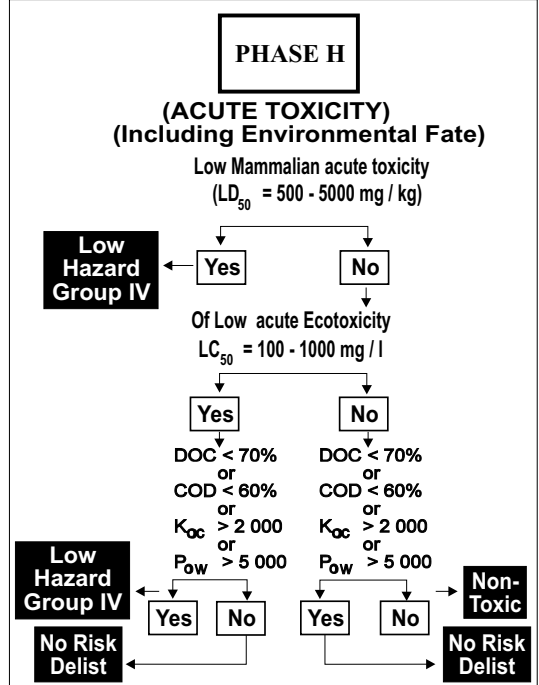 PHASE H
(ACUTE TOXICITY)
(Including Environmental Fate)
Low Mammalian acute toxicity
(LD50 = 500 - 5000 mg / kg)
Low
Hazard
Group IV
Yes
No
Of Low acute Ecotoxicity
LC50 = 100 - 1000 mg / l
Yes
No
DOC < 70%
or
COD < 60%
or
Koc > 2 000
or
Pow > 5 000
DOC < 70%
or
COD < 60%
or
Koc > 2 000
or
Pow > 5 000
Low
Hazard
Group IV
Yes
No
Yes
No
Non-
Toxic
No Risk
Delist
No Risk
Delist